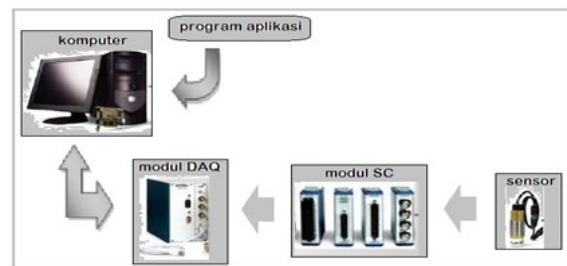 program aplikasi
komputer
modul DAQ
modul SC
sensor